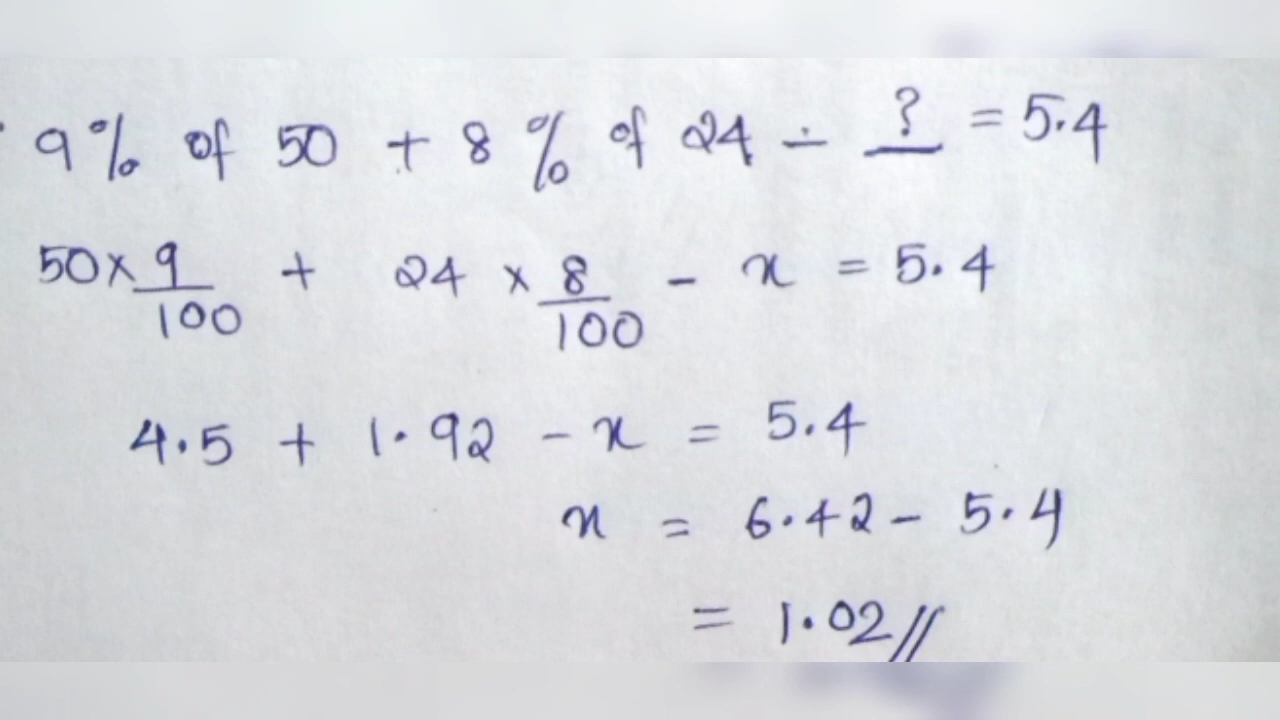 9% of 50 + 8% of 24 - ? = 5.4
50 × 9/100 + 24 × 8/100 - x = 5.4
4.5 + 1.92 - x = 5.4
x = 6.42 - 5.4
= 1.02//